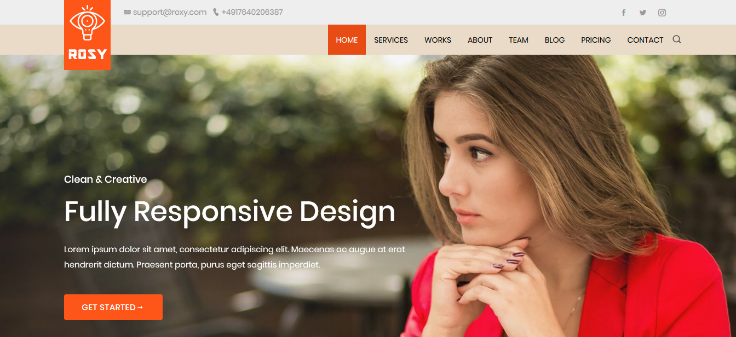 support@roxy.com +4917640206387
ROSY
HOME SERVICES WORKS ABOUT TEAM BLOG PRICING CONTACT
Clean & Creative
Fully Responsive Design
Lorem ipsum dolor sit amet, consectetur adipiscing elit. Maecenas ac augue at erat
hendrerit dictum. Praesent porta, purus eget sagittis imperdiet.
GET STARTED→